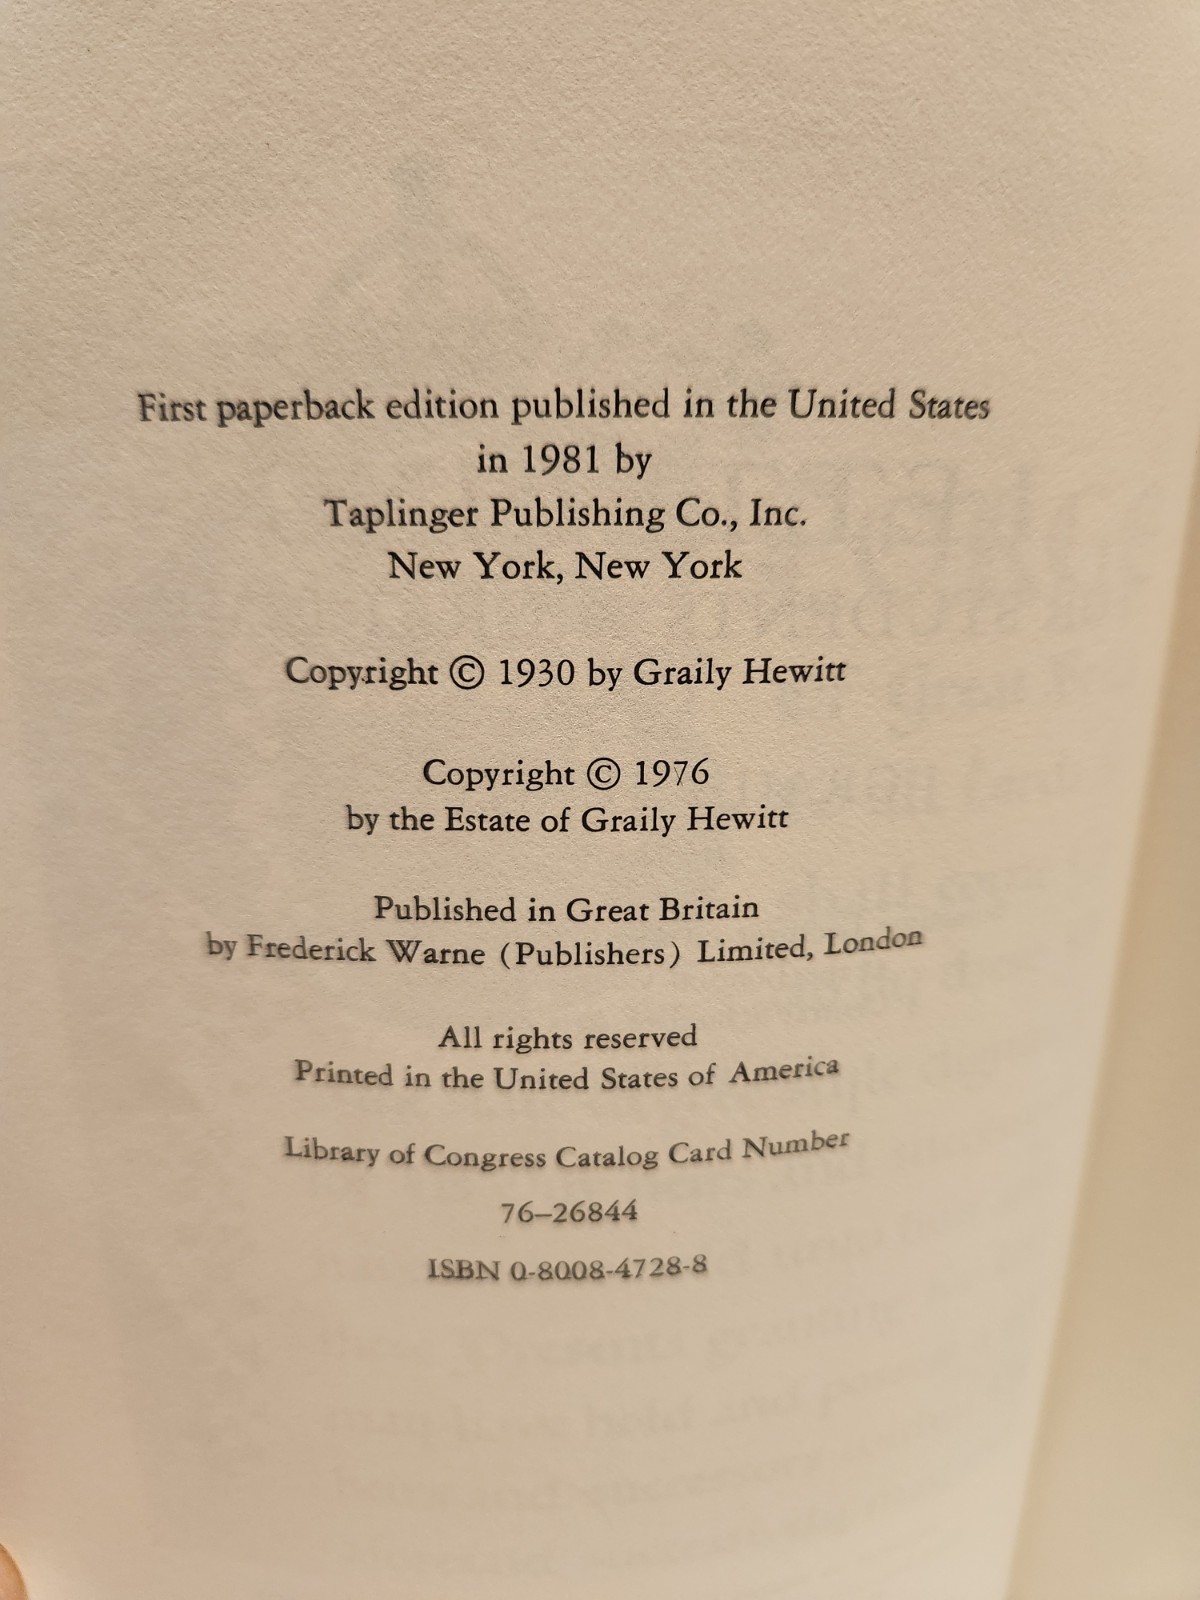 First paperback edition published in the United States
in 1981 by
Taplinger Publishing Co., Inc.
New York, New York
Copyright © 1930 by Graily Hewitt
Copyright © 1976
by the Estate of Graily Hewitt
Published in Great Britain
by Frederick Warne (Publishers) Limited, London
All rights reserved
Printed in the United States of America
Library of Congress Catalog Card Number
76–26844
ISBN 0-8008-4728-8